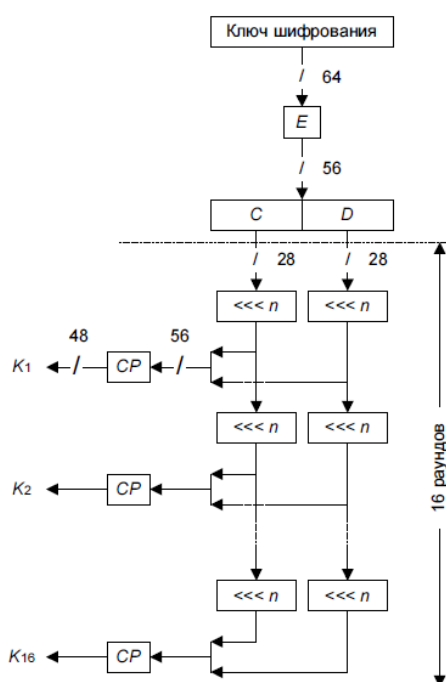 Ключ шифрования
/ 64
E
/ 56
C D
/ 28 / 28
<<< n <<< n
48 56
K1 / CP /
<<< n <<< n
K2 CP
16 раундов
<<< n <<< n
K16 CP